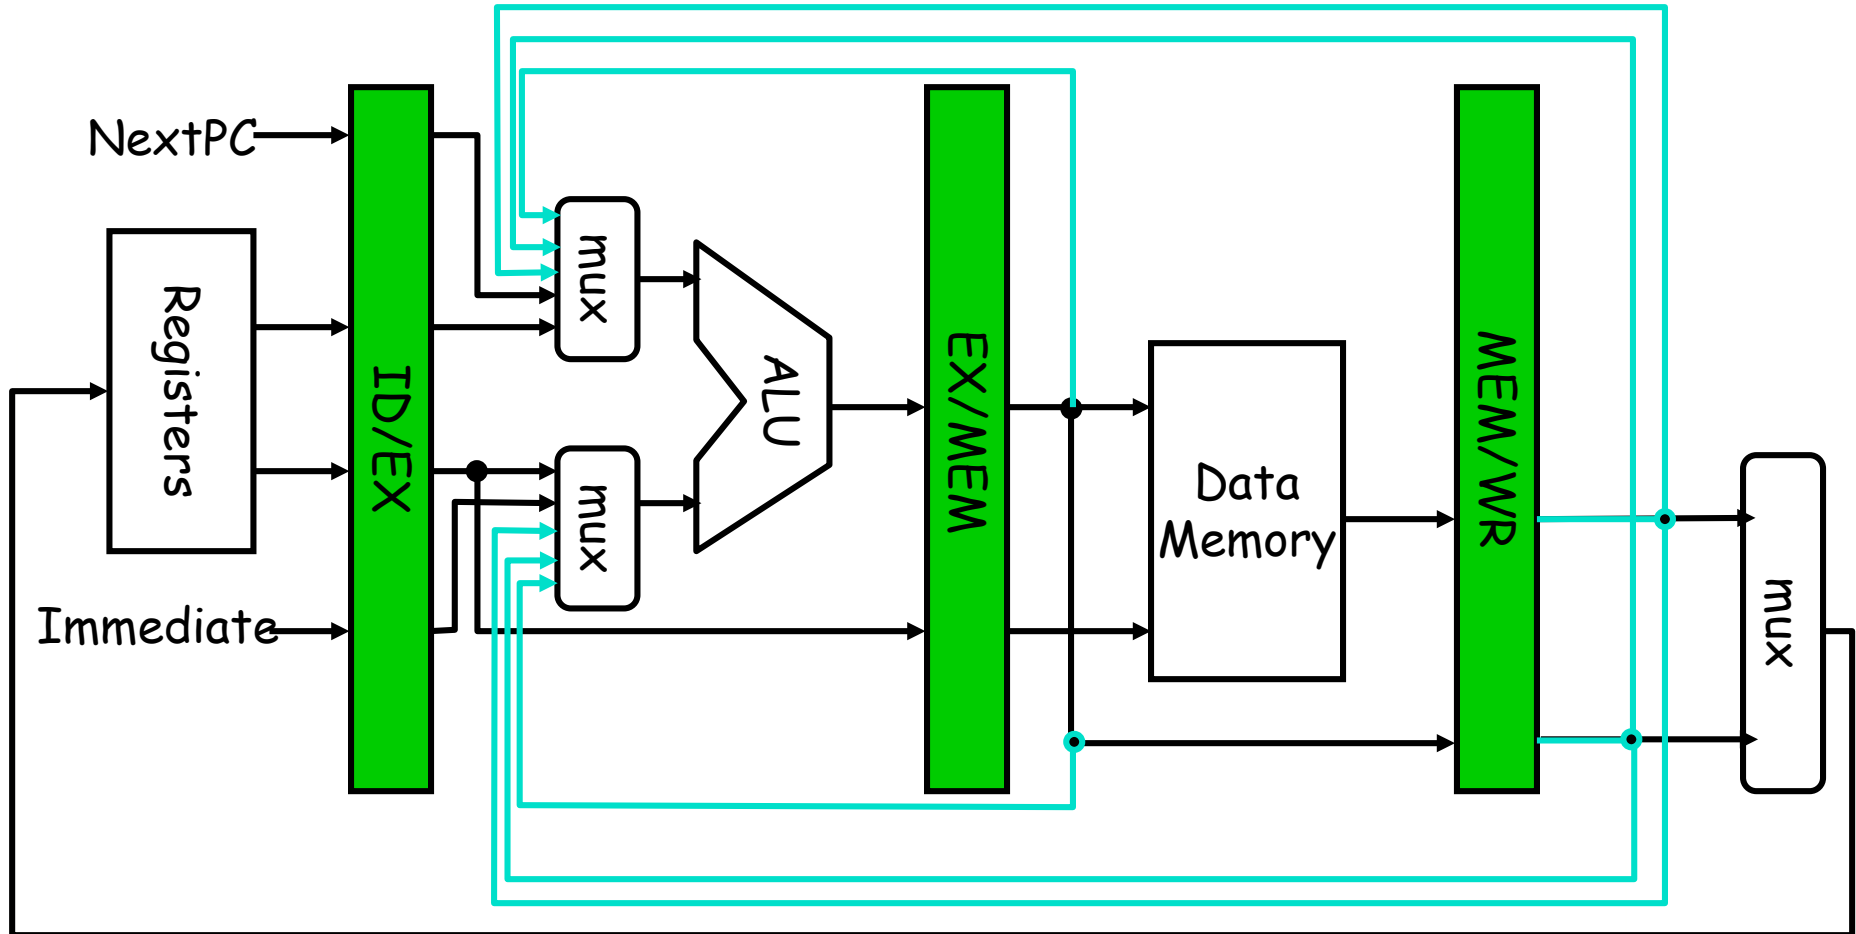 NextPC
Registers
Immediate
ID/EX
mux
mux
ALU
EX/MEM
Data
Memory
MEM/WR
mux